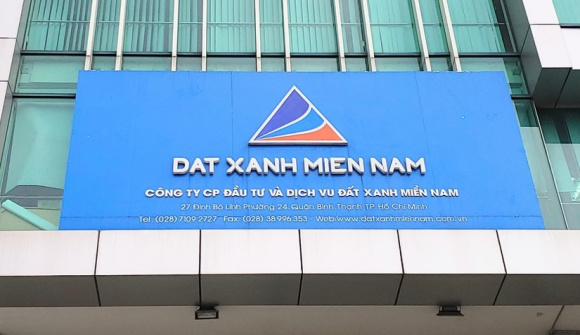 DAT XANH MIEN NAM
CÔNG TY CP ĐẦU TƯ VÀ DỊCH VỤ ĐẤT XANH MIỀN NAM
27 Đinh Bộ Lĩnh Phường 24, Quận Bình Thạnh TP Hồ Chí Minh
Tel: (028) 7109 2727 - Fax: (028) 38 996 353 - Web: www.datxanhmiennam.com.vn